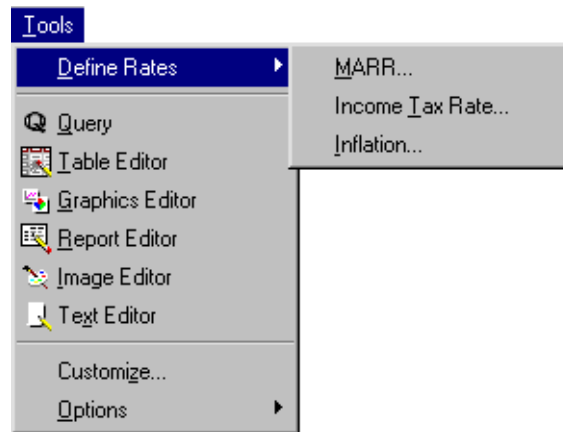 Tools
Define Rates
MARR...
Income Tax Rate...
Inflation...
Query
Table Editor
Graphics Editor
Report Editor
Image Editor
Text Editor
Customize...
Options